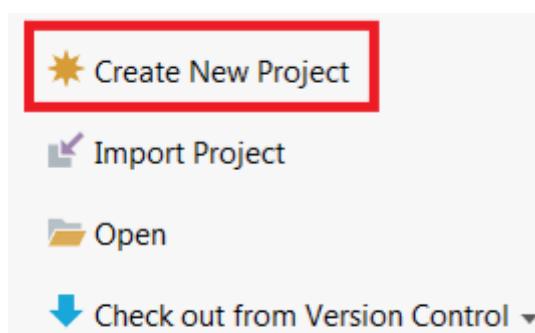 Create New Project
Import Project
Open
Check out from Version Control